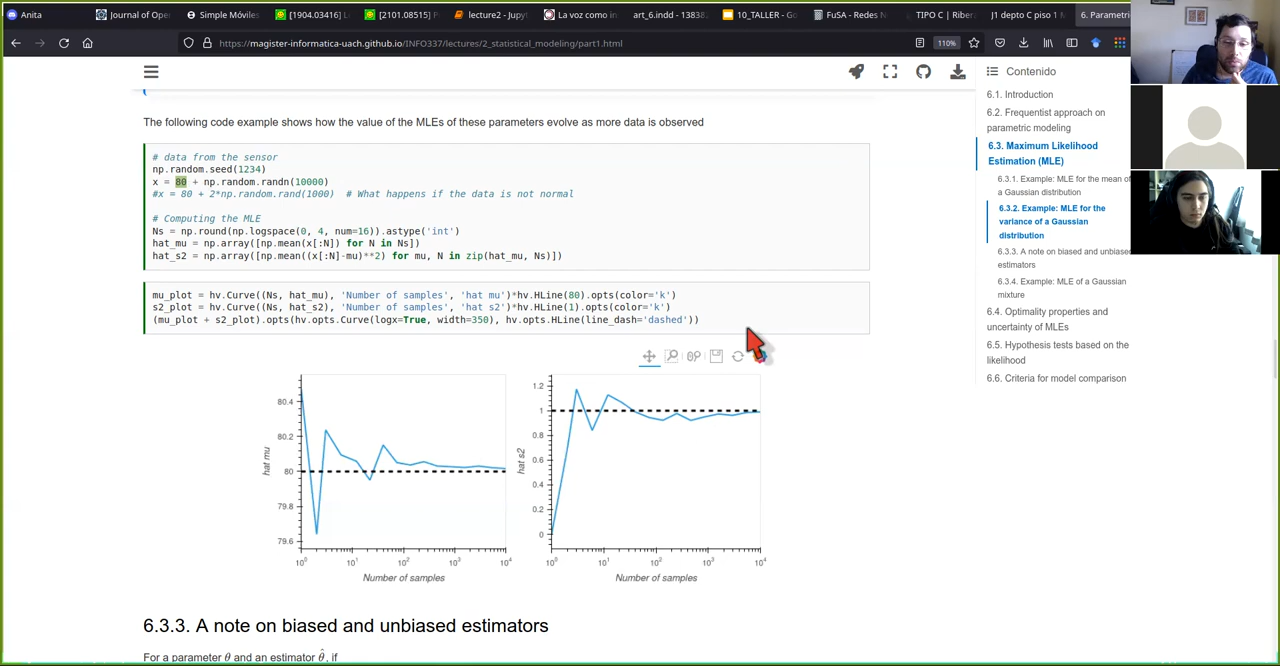 Anita
Journal of Ope
Simple Móviles
[1904.03416] L
[2101.08515] P
lecture2 - Jupyt
La voz como in
art_6.indd - 13838
10_TALLER - Go
FuSA - Redes N
TIPO C | Ribera
J1 depto C piso 1
6. Parametri
https://magister-informatica-uach.github.io/INFO337/lectures/2_statistical_modeling/part1.html
110%
The following code example shows how the value of the MLEs of these parameters evolve as more data is observed
# data from the sensor
np.random.seed(1234)
x = 80 + np.random.randn(10000)
#x = 80 + 2*np.random.rand(1000)  # What happens if the data is not normal
# Computing the MLE
Ns = np.round(np.logspace(0, 4, num=16)).astype('int')
hat_mu = np.array([np.mean(x[:N]) for N in Ns])
hat_s2 = np.array([np.mean((x[:N]-mu)**2) for mu, N in zip(hat_mu, Ns)])
mu_plot = hv.Curve((Ns, hat_mu), 'Number of samples', 'hat mu')*hv.HLine(80).opts(color='k')
s2_plot = hv.Curve((Ns, hat_s2), 'Number of samples', 'hat s2')*hv.HLine(1).opts(color='k')
(mu_plot + s2_plot).opts(hv.opts.Curve(logx=True, width=350), hv.opts.HLine(line_dash='dashed'))
hat mu
80.4
80.2
80
79.8
79.6
10⁰
10¹
10²
10³
10⁴
Number of samples
hat s2
1.2
1
0.8
0.6
0.4
0.2
0
10⁰
10¹
10²
10³
10⁴
Number of samples
6.3.3. A note on biased and unbiased estimators
For a parameter θ and an estimator θ̂, if
Contenido
6.1. Introduction
6.2. Frequentist approach on
parametric modeling
6.3. Maximum Likelihood
Estimation (MLE)
6.3.1. Example: MLE for the mean of
a Gaussian distribution
6.3.2. Example: MLE for the
variance of a Gaussian
distribution
6.3.3. A note on biased and unbiased
estimators
6.3.4. Example: MLE of a Gaussian
mixture
6.4. Optimality properties and
uncertainty of MLEs
6.5. Hypothesis tests based on the
likelihood
6.6. Criteria for model comparison